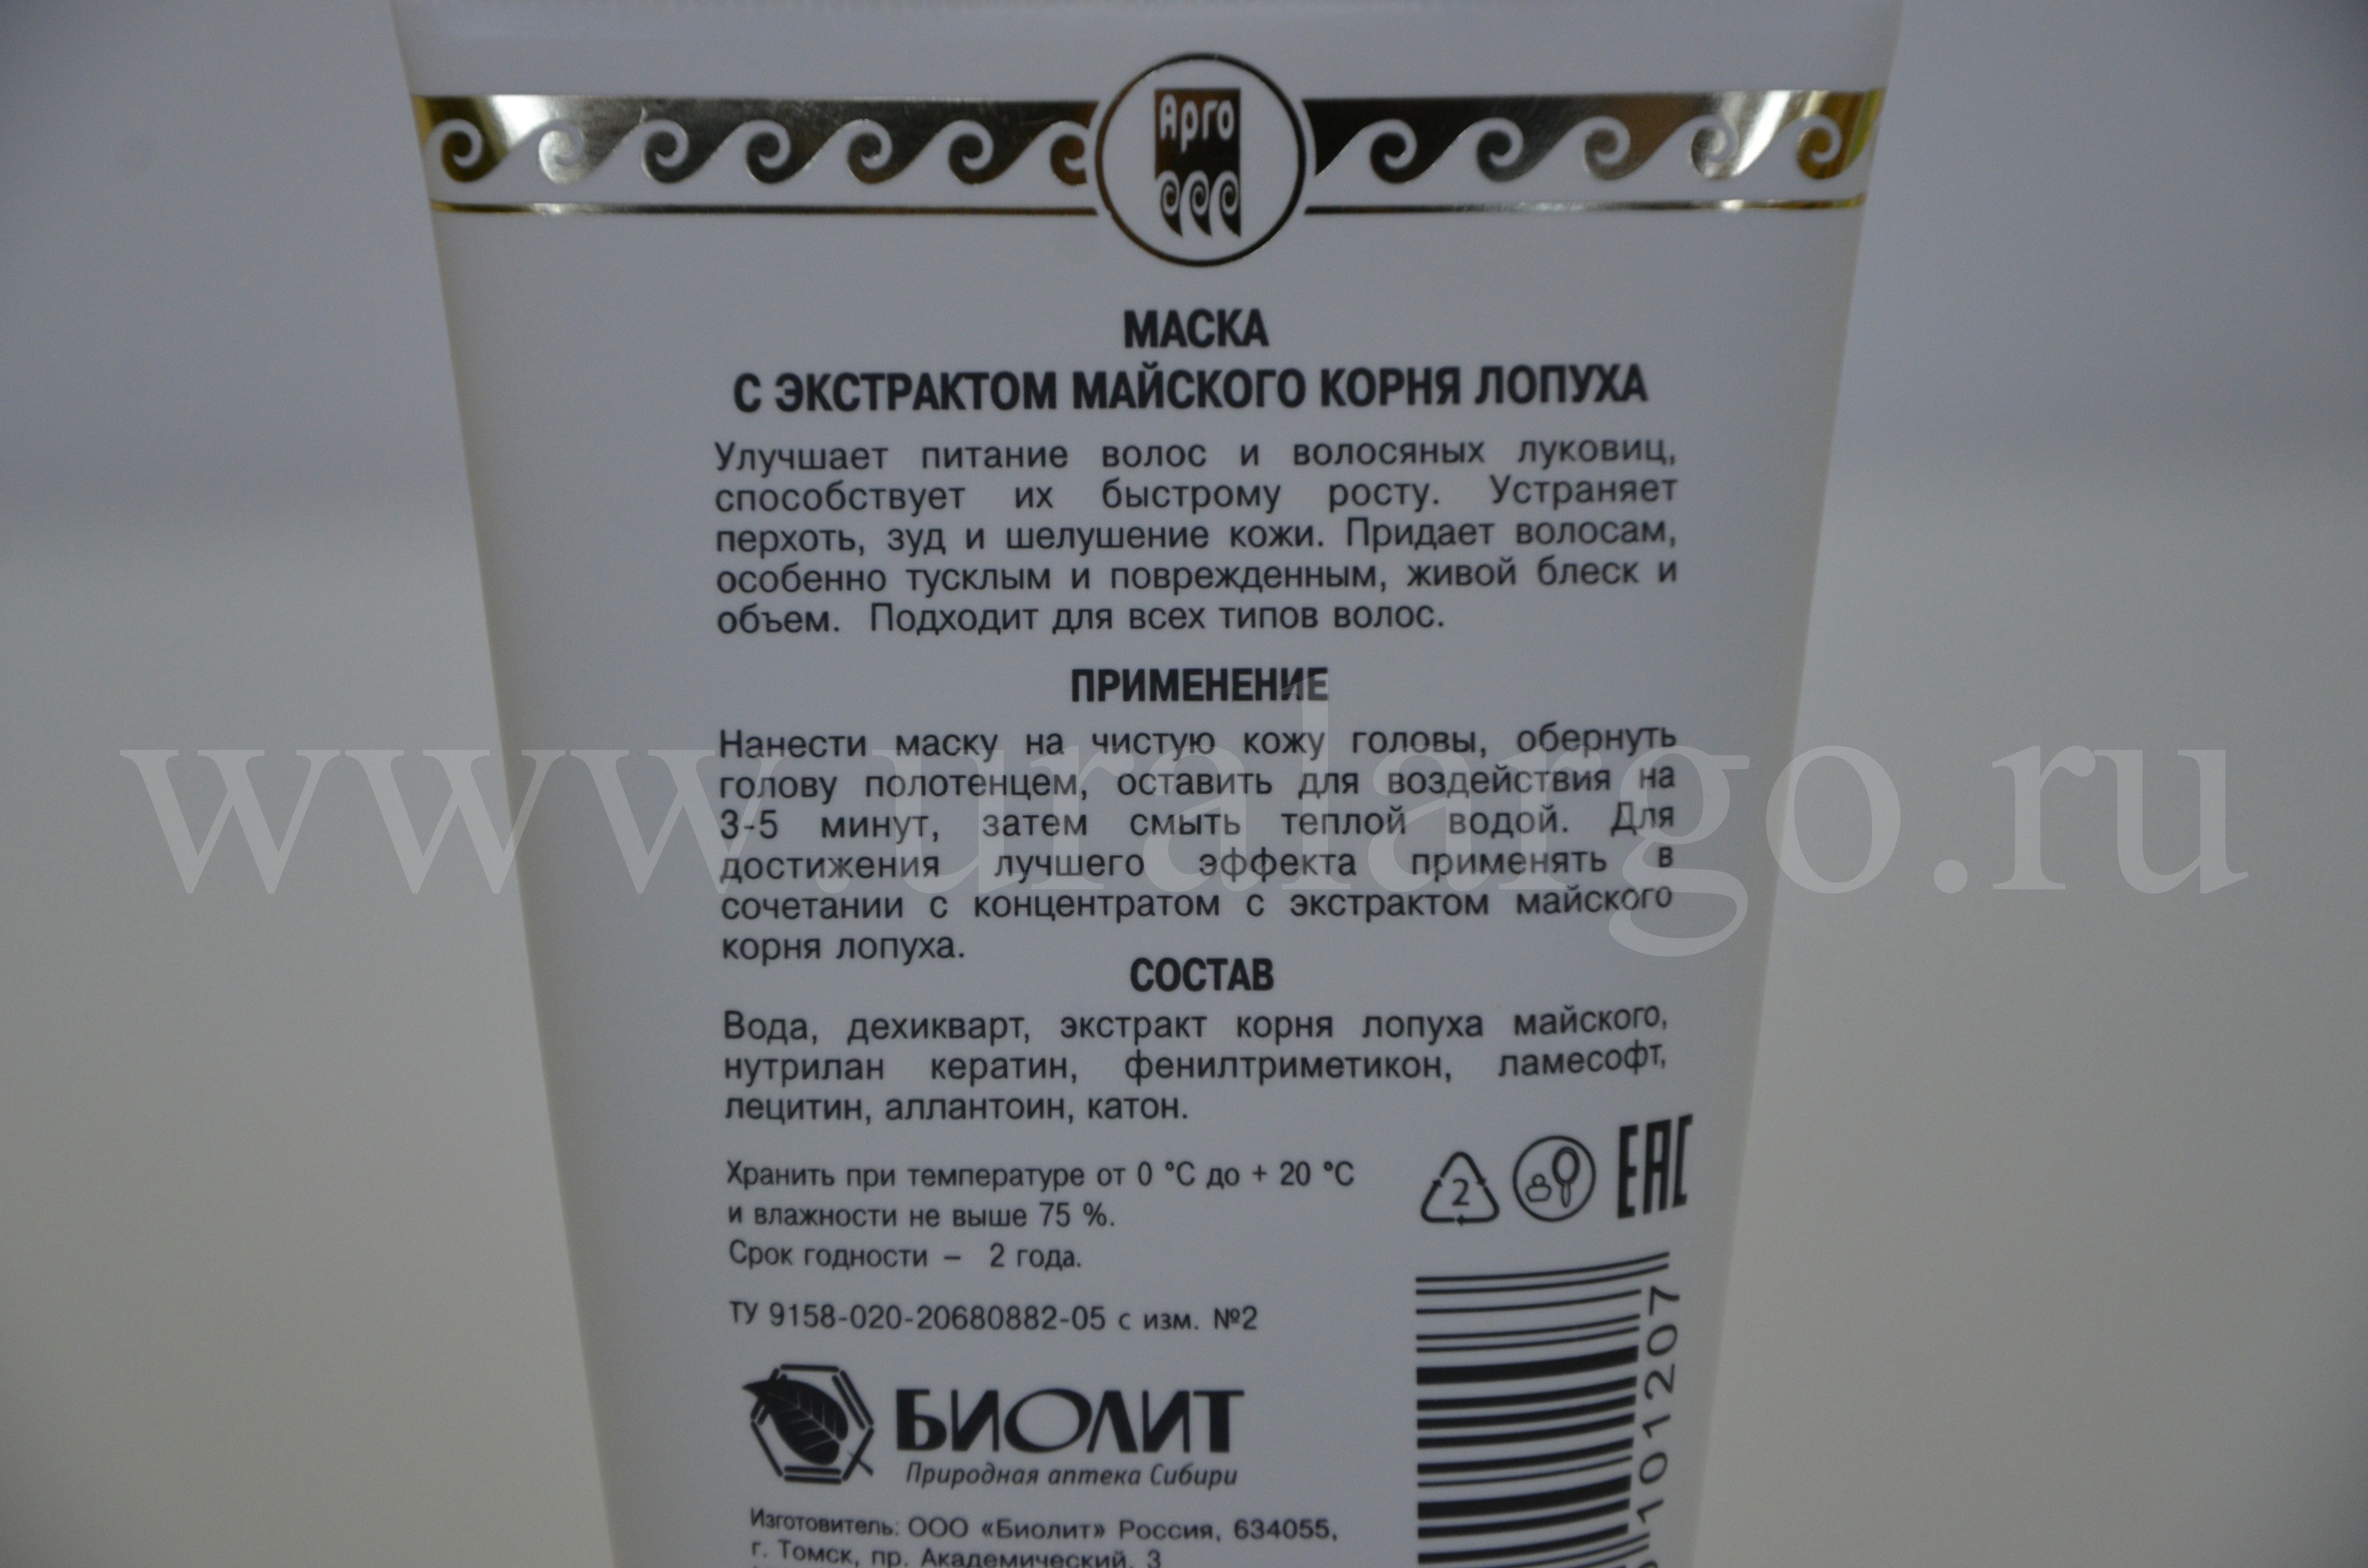 Арго
МАСКА
С ЭКСТРАКТОМ МАЙСКОГО КОРНЯ ЛОПУХА
Улучшает питание волос и волосяных луковиц,
способствует их быстрому росту. Устраняет
перхоть, зуд и шелушение кожи. Придает волосам,
особенно тусклым и поврежденным, живой блеск и
объем. Подходит для всех типов волос.
ПРИМЕНЕНИЕ
Нанести маску на чистую кожу головы, обернуть
голову полотенцем, оставить для воздействия на
3-5 минут, затем смыть теплой водой. Для
достижения лучшего эффекта применять в
сочетании с концентратом с экстрактом майского
корня лопуха.
www.uralargo.ru
СОСТАВ
Вода, дехикварт, экстракт корня лопуха майского,
нутрилан кератин, фенилтриметикон, ламесофт,
лецитин, аллантоин, катон.
Хранить при температуре от 0 °С до + 20 °С
и влажности не выше 75 %.
Срок годности – 2 года.
2
EAC
ТУ 9158-020-20680882-05 с изм. №2
БИОЛИТ
Природная аптека Сибири
Изготовитель: ООО «Биолит» Россия, 634055,
г. Томск, пр. Академический, 3
101207